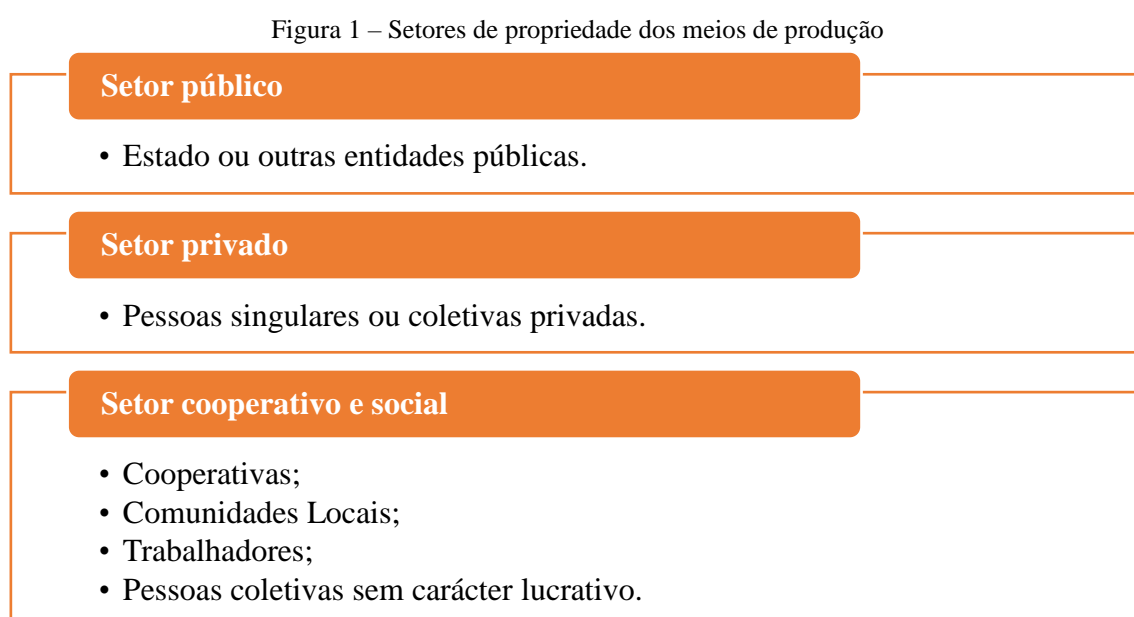 Figura 1 – Setores de propriedade dos meios de produção
Setor público
• Estado ou outras entidades públicas.
Setor privado
• Pessoas singulares ou coletivas privadas.
Setor cooperativo e social
• Cooperativas;
• Comunidades Locais;
• Trabalhadores;
• Pessoas coletivas sem carácter lucrativo.